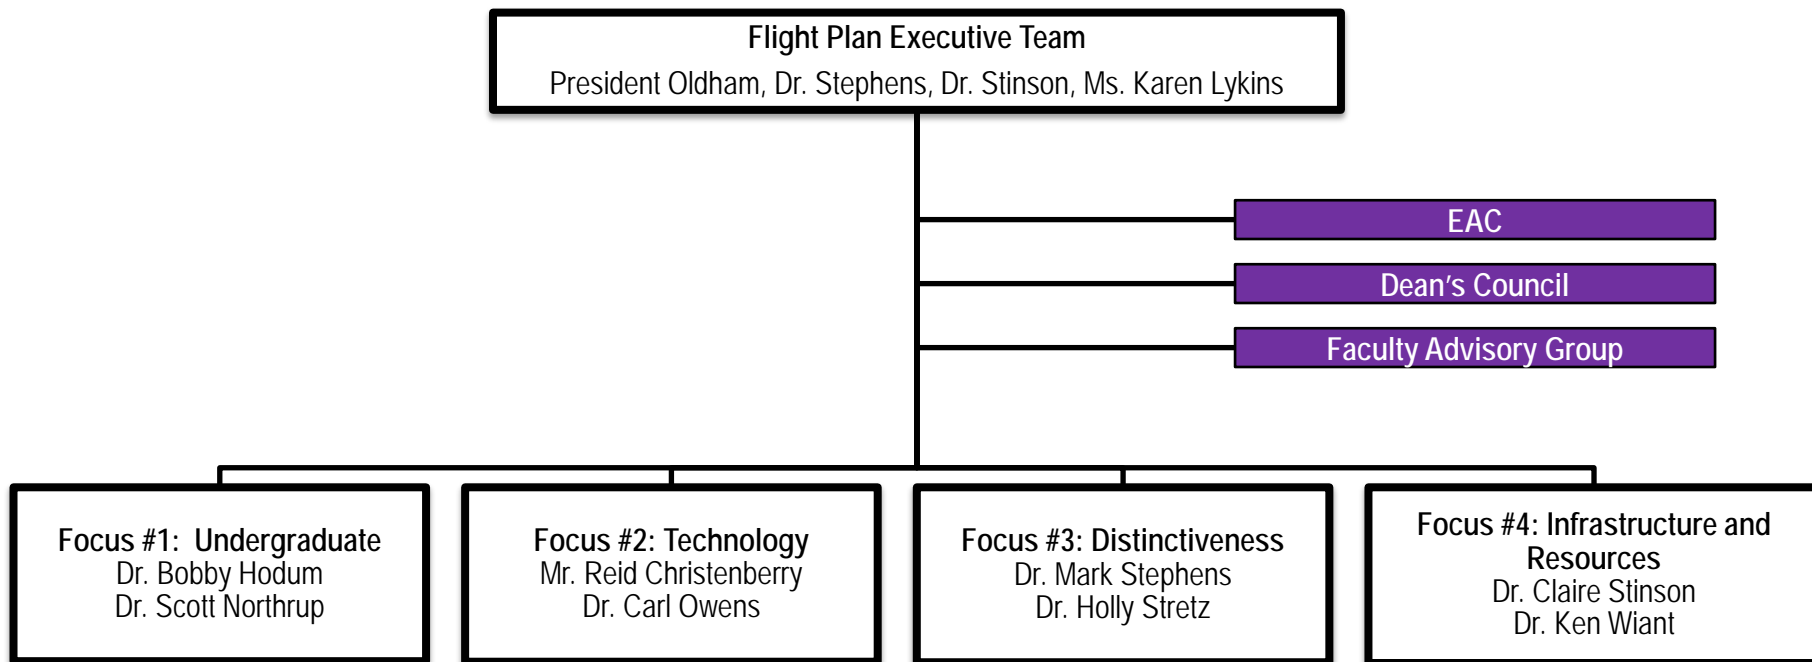 Flight Plan Executive Team
President Oldham, Dr. Stephens, Dr. Stinson, Ms. Karen Lykins
EAC
Dean’s Council
Faculty Advisory Group
Focus #1:  Undergraduate
Dr. Bobby Hodum
Dr. Scott Northrup
Focus #2: Technology
Mr. Reid Christenberry
Dr. Carl Owens
Focus #3: Distinctiveness
Dr. Mark Stephens
Dr. Holly Stretz
Focus #4: Infrastructure and
Resources
Dr. Claire Stinson
Dr. Ken Wiant